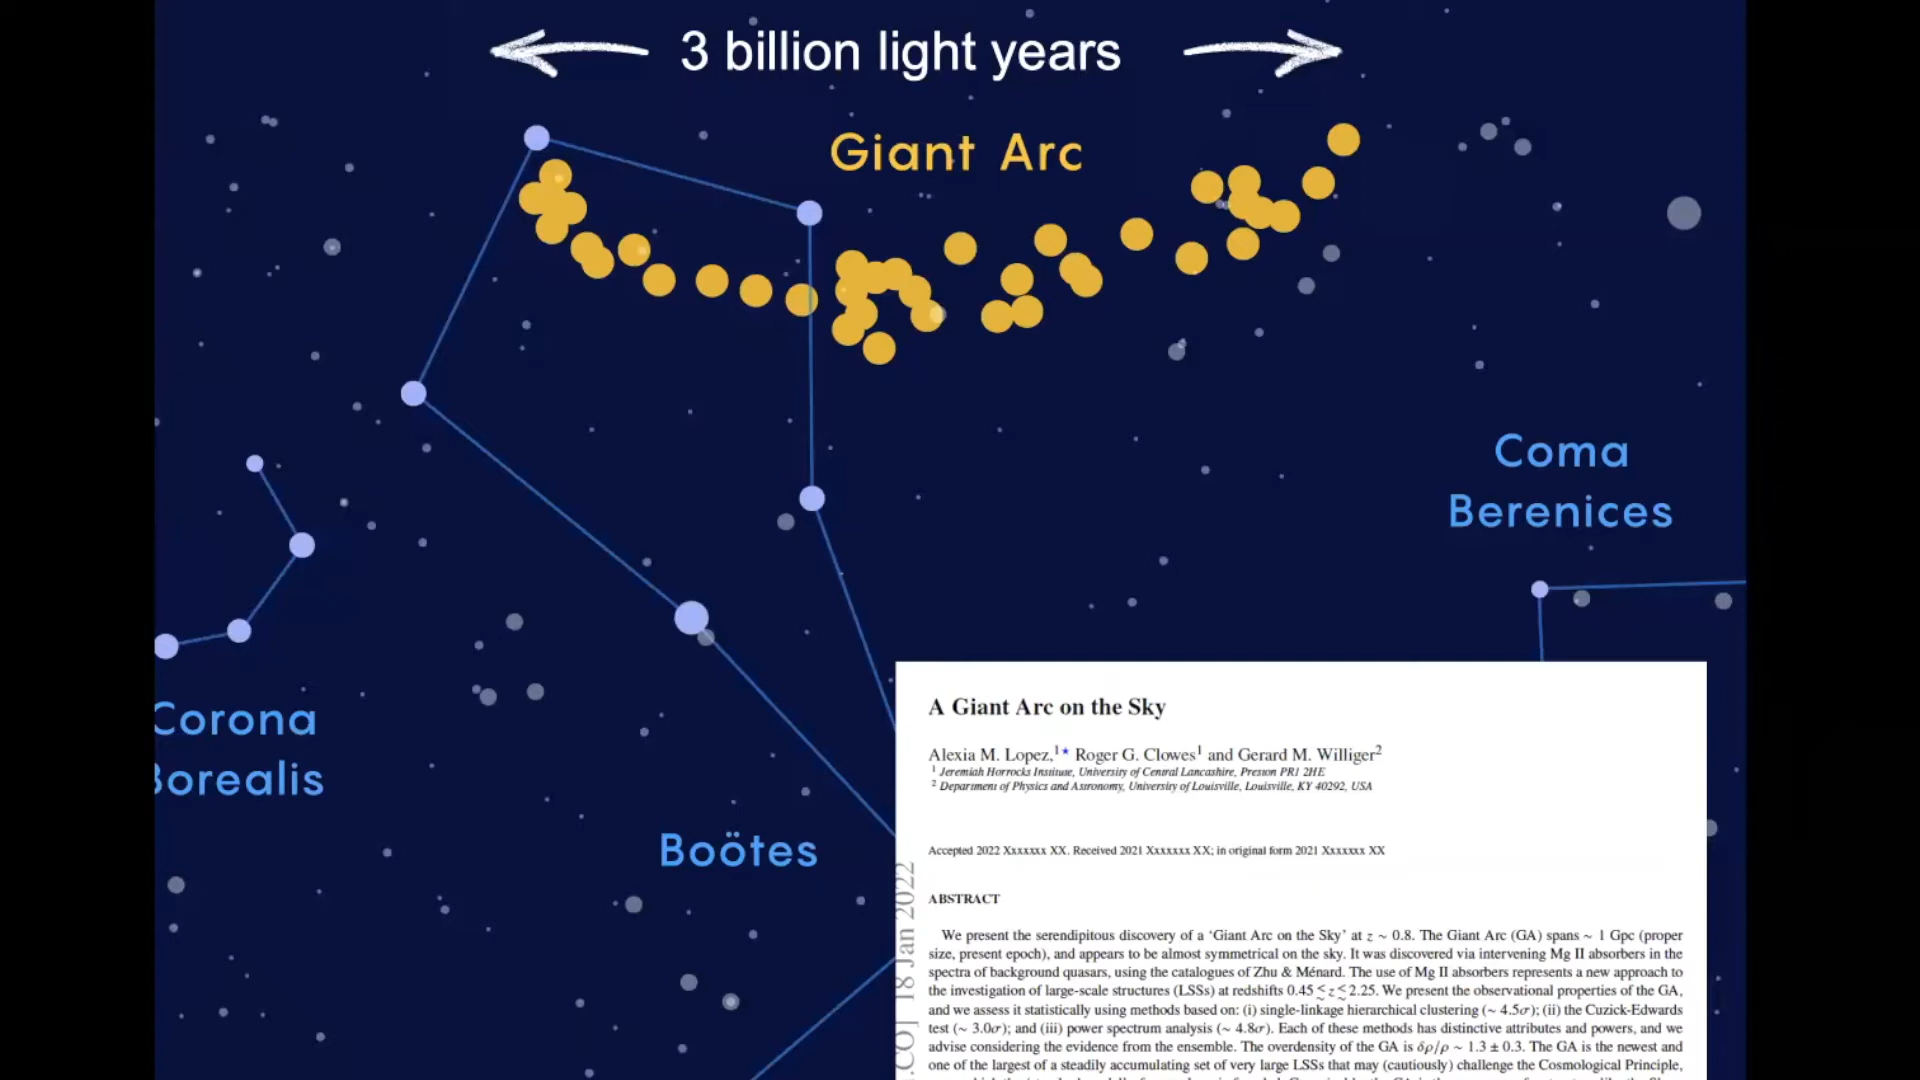 3 billion light years
Giant Arc
Coma
Berenices
Corona
Borealis
Boötes
A Giant Arc on the Sky
Alexia M. Lopez,¹★ Roger G. Clowes¹ and Gerard M. Williger²
¹ Jeremiah Horrocks Institute, University of Central Lancashire, Preston PR1 2HE
² Department of Physics and Astronomy, University of Louisville, Louisville, KY 40292, USA
Accepted 2022 Xxxxxxx XX. Received 2021 Xxxxxxx XX; in original form 2021 Xxxxxxx XX
.CO] 18 Jan 2022
ABSTRACT
We present the serendipitous discovery of a ‘Giant Arc on the Sky’ at z ∼ 0.8. The Giant Arc (GA) spans ∼ 1 Gpc (proper
size, present epoch), and appears to be almost symmetrical on the sky. It was discovered via intervening Mg II absorbers in the
spectra of background quasars, using the catalogues of Zhu & Ménard. The use of Mg II absorbers represents a new approach to
the investigation of large-scale structures (LSSs) at redshifts 0.45 ≲ z ≲ 2.25. We present the observational properties of the GA,
and we assess it statistically using methods based on: (i) single-linkage hierarchical clustering (∼ 4.5σ); (ii) the Cuzick-Edwards
test (∼ 3.0σ); and (iii) power spectrum analysis (∼ 4.8σ). Each of these methods has distinctive attributes and powers, and we
advise considering the evidence from the ensemble. The overdensity of the GA is δρ/ρ ∼ 1.3 ± 0.3. The GA is the newest and
one of the largest of a steadily accumulating set of very large LSSs that may (cautiously) challenge the Cosmological Principle,